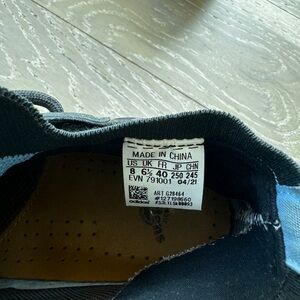 MADE IN CHINA
US UK FR JP CHN
8 6½ 40 250 245
EVN 791001 04/21
ART G28464
adidas